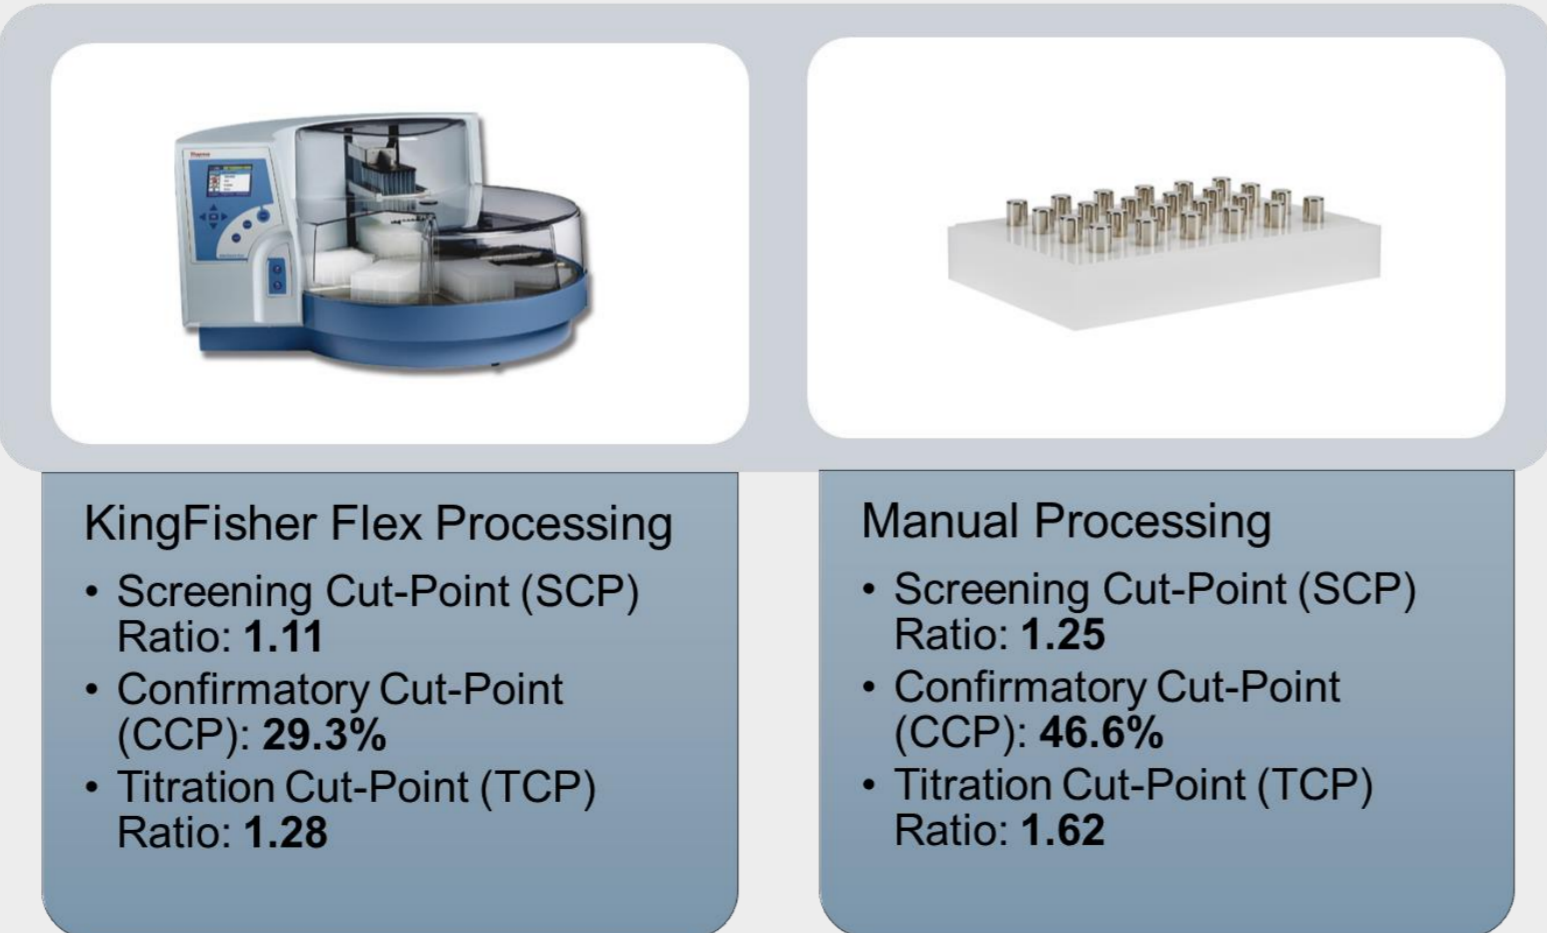 Thermo
KingFisher Flex Processing
• Screening Cut-Point (SCP)
Ratio: 1.11
• Confirmatory Cut-Point
(CCP): 29.3%
• Titration Cut-Point (TCP)
Ratio: 1.28
Manual Processing
• Screening Cut-Point (SCP)
Ratio: 1.25
• Confirmatory Cut-Point
(CCP): 46.6%
• Titration Cut-Point (TCP)
Ratio: 1.62